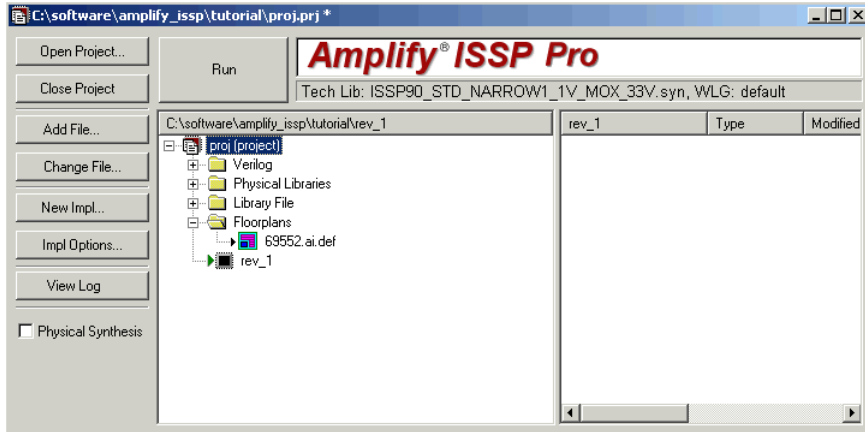 C:\software\amplify_issp\tutorial\proj.prj *
Open Project...
Close Project
Run
Amplify® ISSP Pro
Tech Lib: ISSP90_STD_NARROW1_1V_MOX_33V.syn, WLG: default
Add File...
Change File...
New Impl...
Impl Options...
View Log
Physical Synthesis
C:\software\amplify_issp\tutorial\rev_1
proj (project)
Verilog
Physical Libraries
Library File
Floorplans
69552.ai.def
rev_1
rev_1 Type Modified